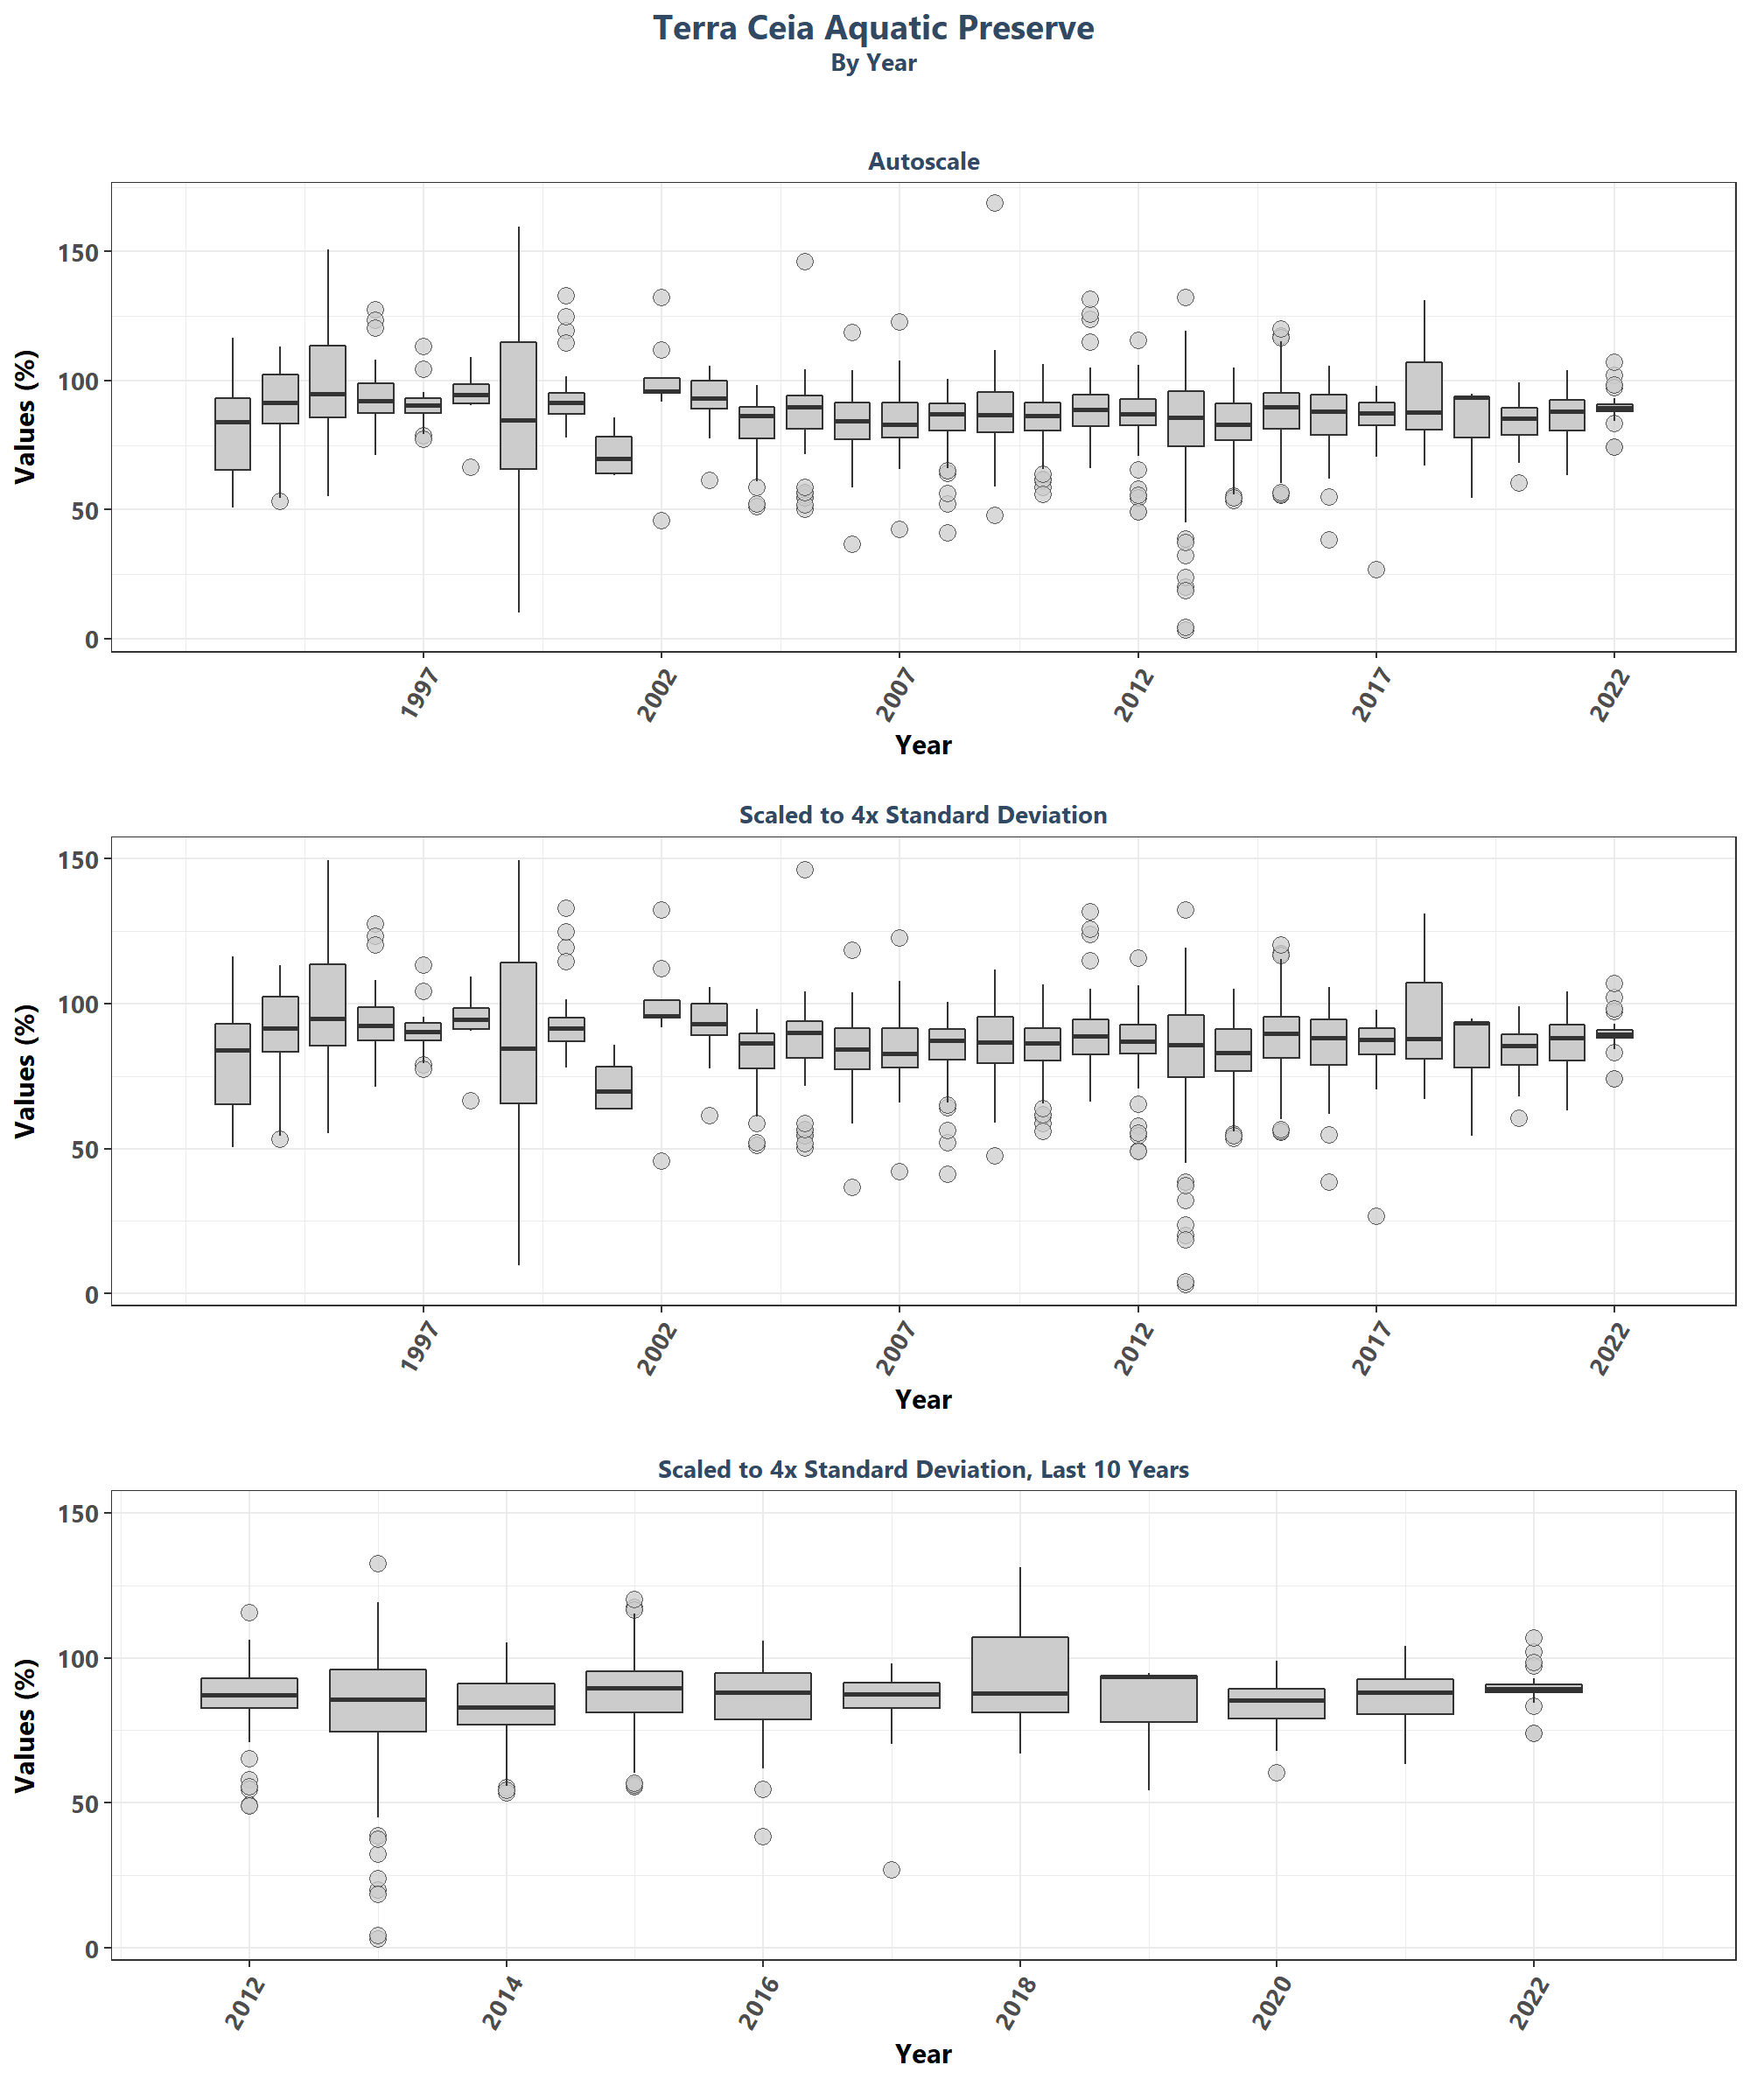 Terra Ceia Aquatic Preserve
By Year
Autoscale
Values (%)
150
100
50
0
1997 2002 2007 2012 2017 2022
Year
Scaled to 4x Standard Deviation
Values (%)
150
100
50
0
1997 2002 2007 2012 2017 2022
Year
Scaled to 4x Standard Deviation, Last 10 Years
Values (%)
150
100
50
0
2012 2014 2016 2018 2020 2022
Year